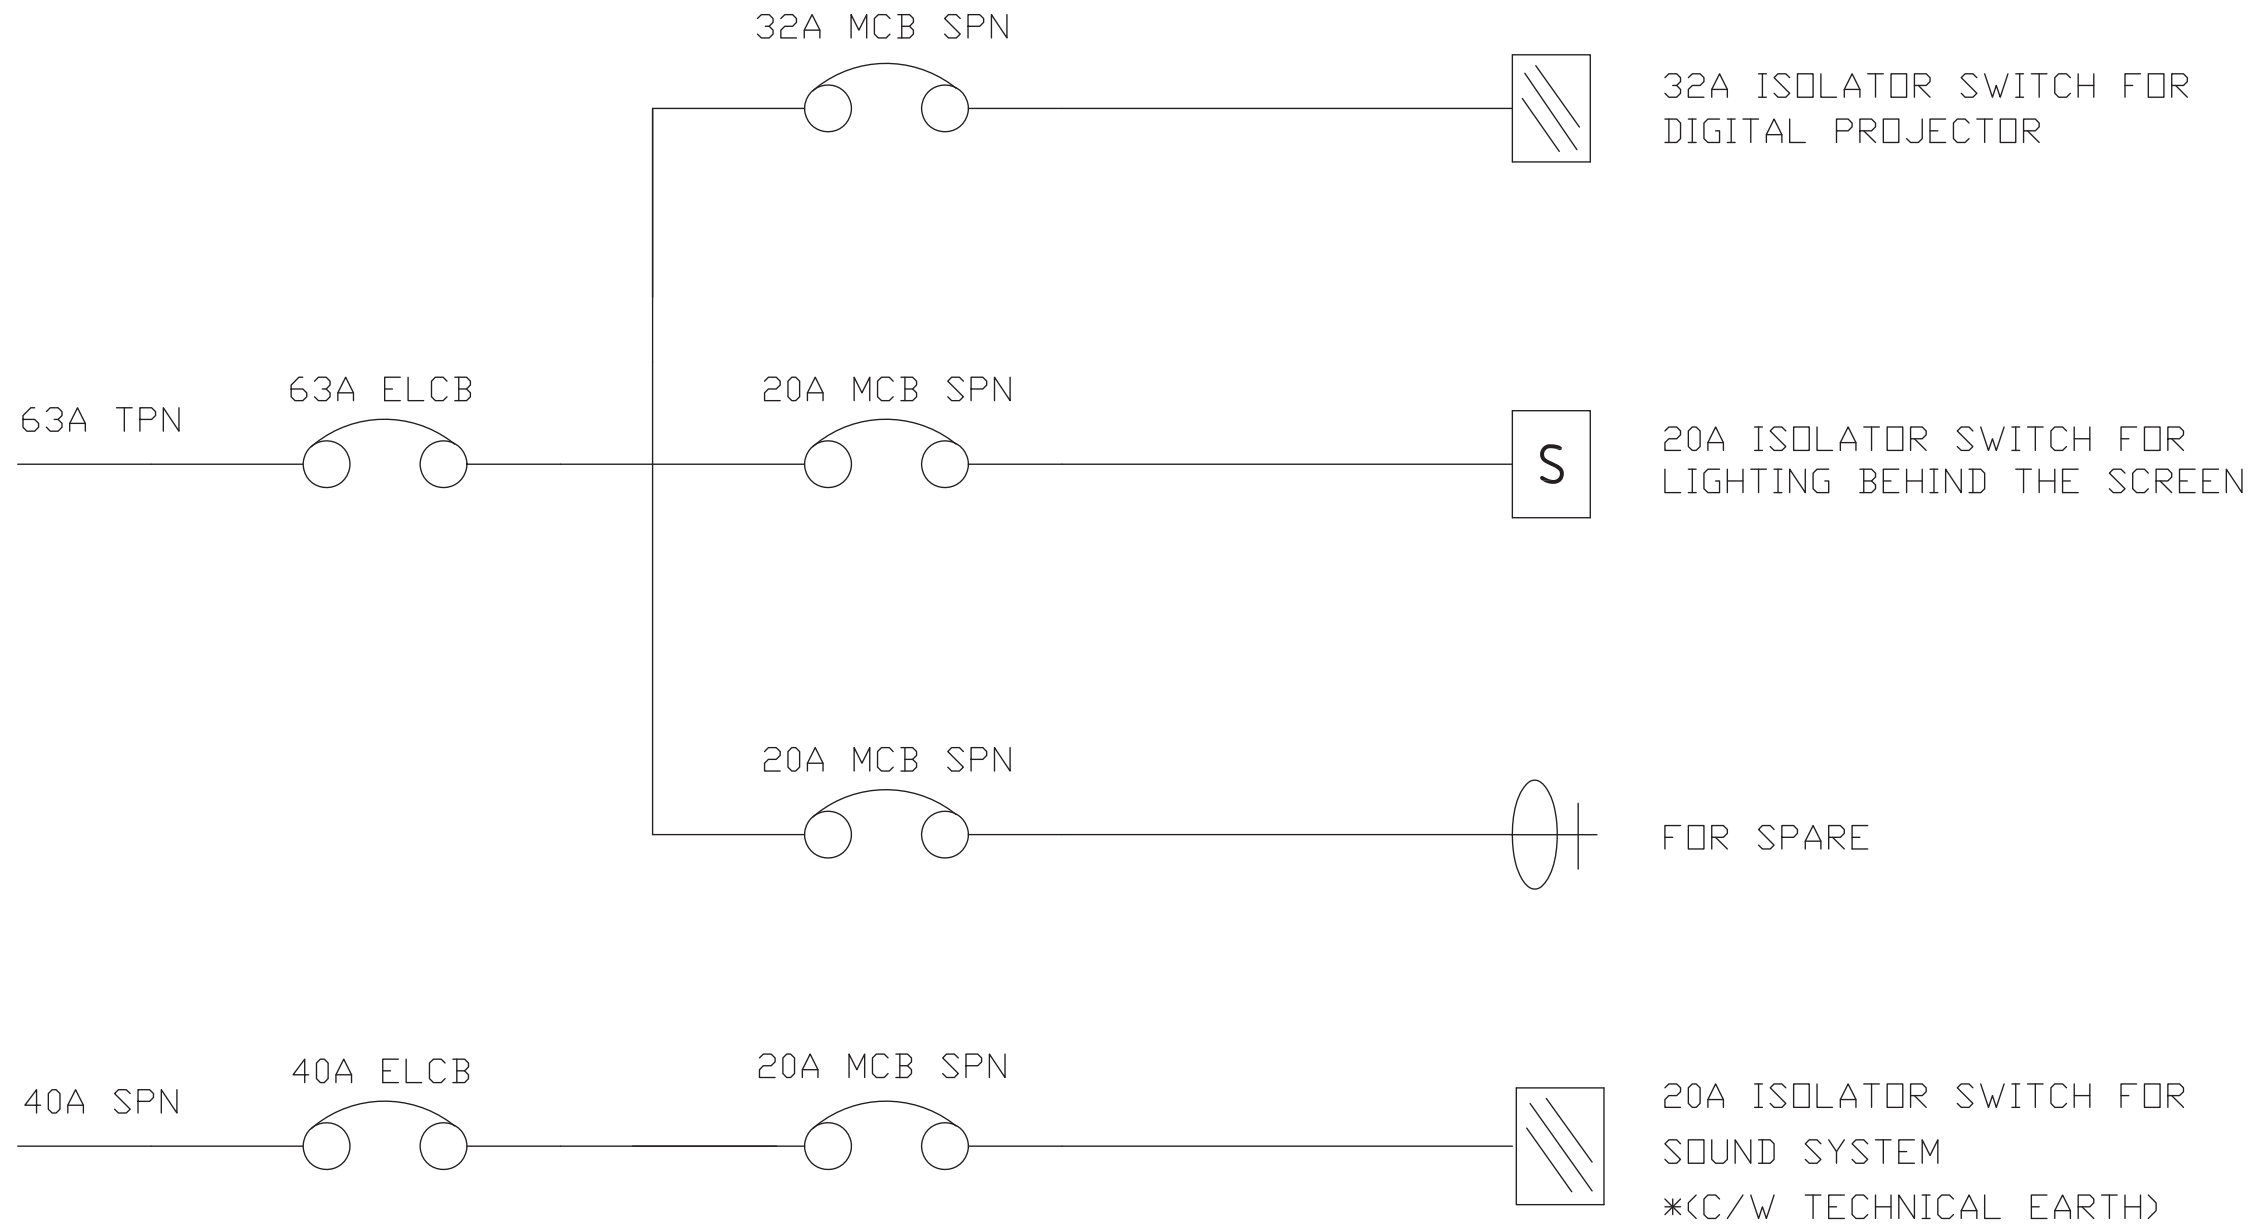 32A MCB SPN
32A ISOLATOR SWITCH FOR
DIGITAL PROJECTOR
63A TPN
63A ELCB
20A MCB SPN
S
20A ISOLATOR SWITCH FOR
LIGHTING BEHIND THE SCREEN
20A MCB SPN
FOR SPARE
40A SPN
40A ELCB
20A MCB SPN
20A ISOLATOR SWITCH FOR
SOUND SYSTEM
*(C/W TECHNICAL EARTH)